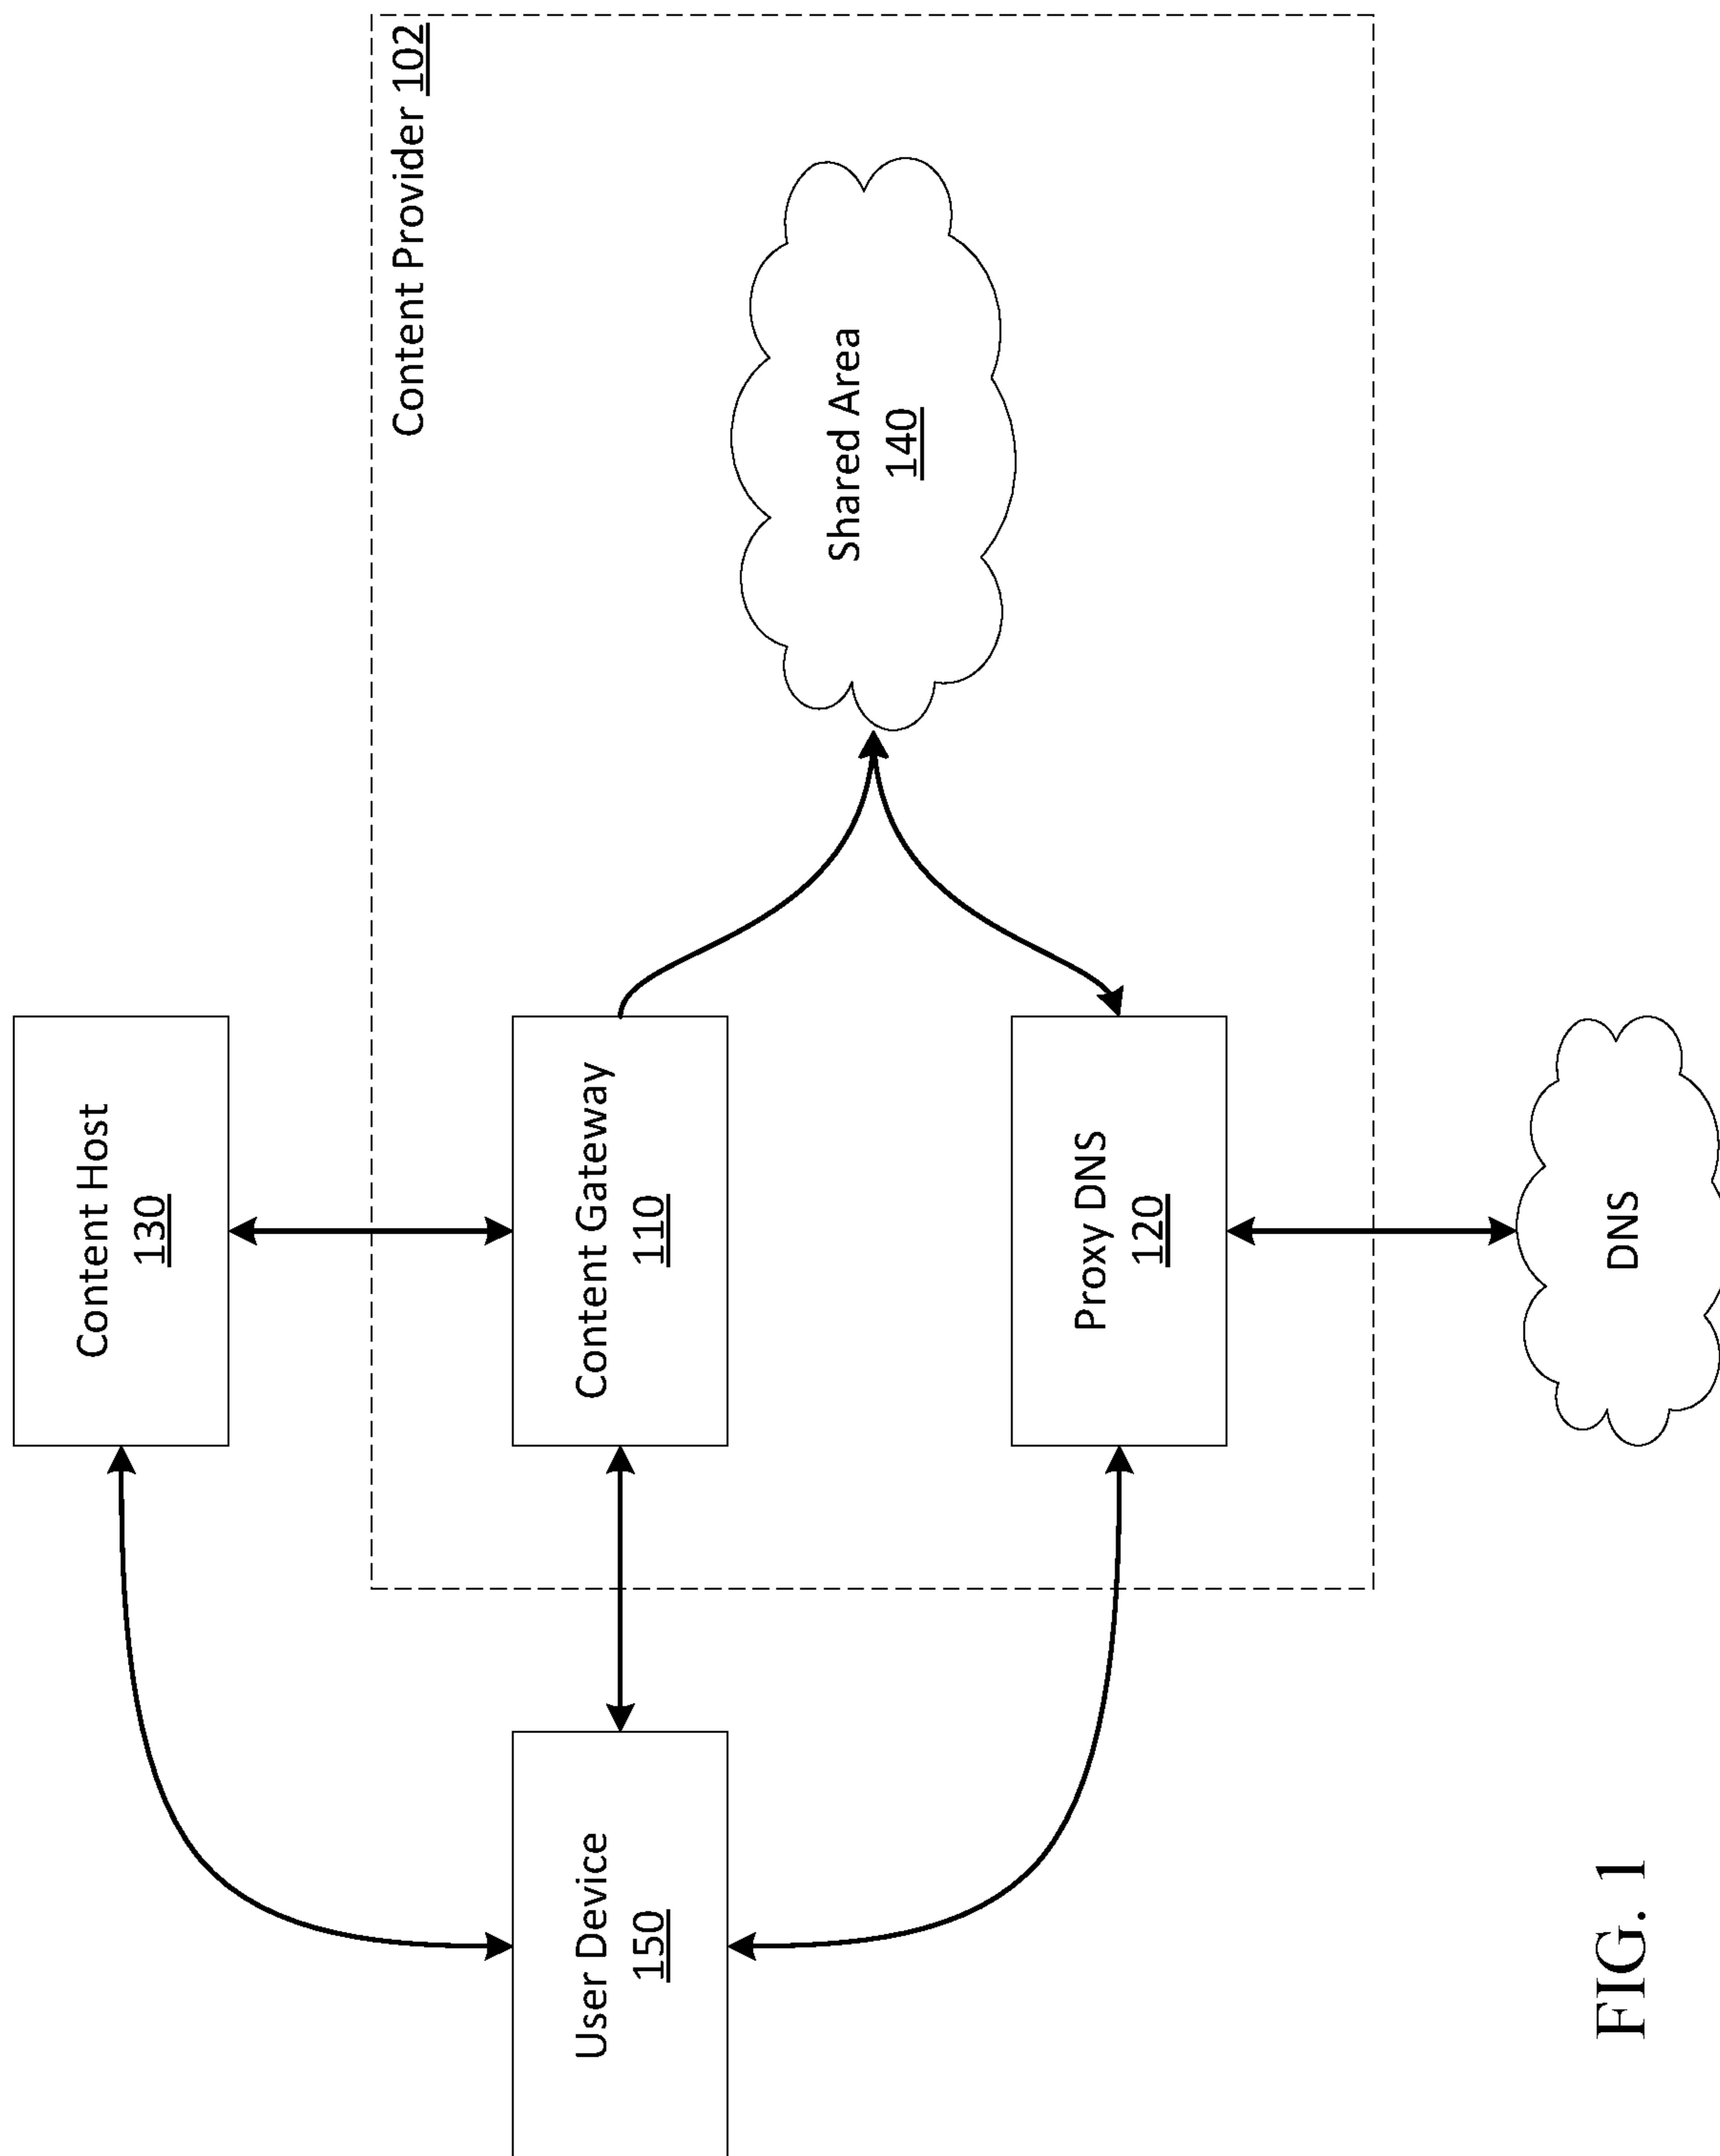 Content Host
130
Content Provider 102
User Device
150
Content Gateway
110
Shared Area
140
Proxy DNS
120
DNS
FIG. 1